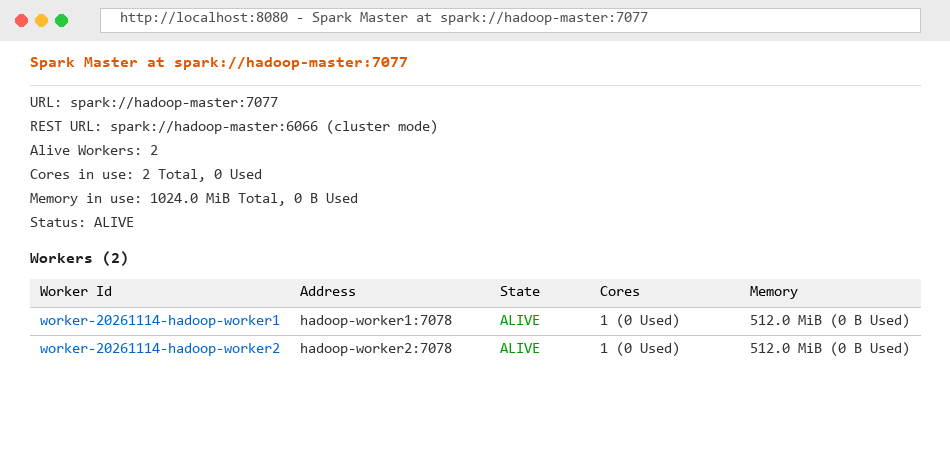 http://localhost:8080 - Spark Master at spark://hadoop-master:7077
Spark Master at spark://hadoop-master:7077
URL: spark://hadoop-master:7077
REST URL: spark://hadoop-master:6066 (cluster mode)
Alive Workers: 2
Cores in use: 2 Total, 0 Used
Memory in use: 1024.0 MiB Total, 0 B Used
Status: ALIVE
Workers (2)
Worker Id Address State Cores Memory
worker-20261114-hadoop-worker1 hadoop-worker1:7078 ALIVE 1 (0 Used) 512.0 MiB (0 B Used)
worker-20261114-hadoop-worker2 hadoop-worker2:7078 ALIVE 1 (0 Used) 512.0 MiB (0 B Used)